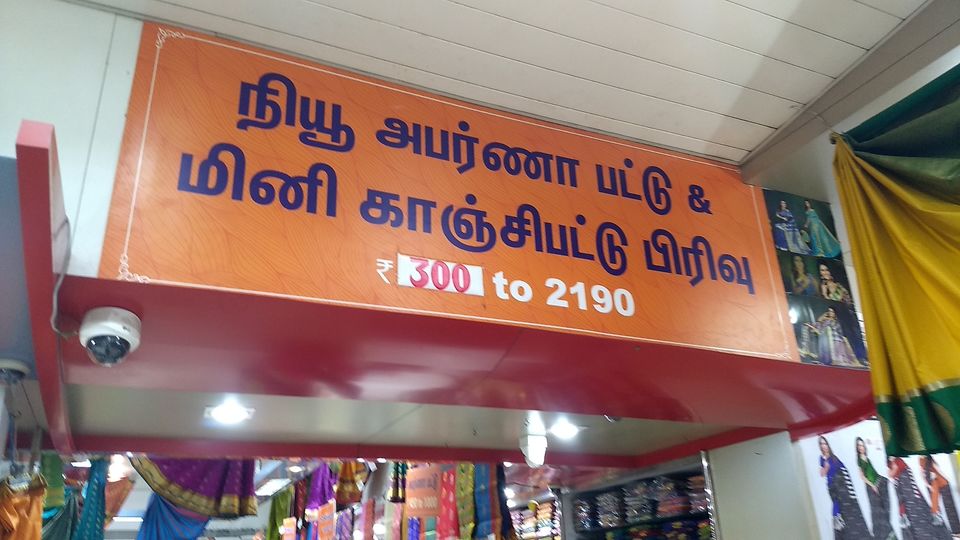 நியூ அபர்ணா பட்டு &
மினி காஞ்சிபட்டு பிரிவு
₹ 300 to 2190